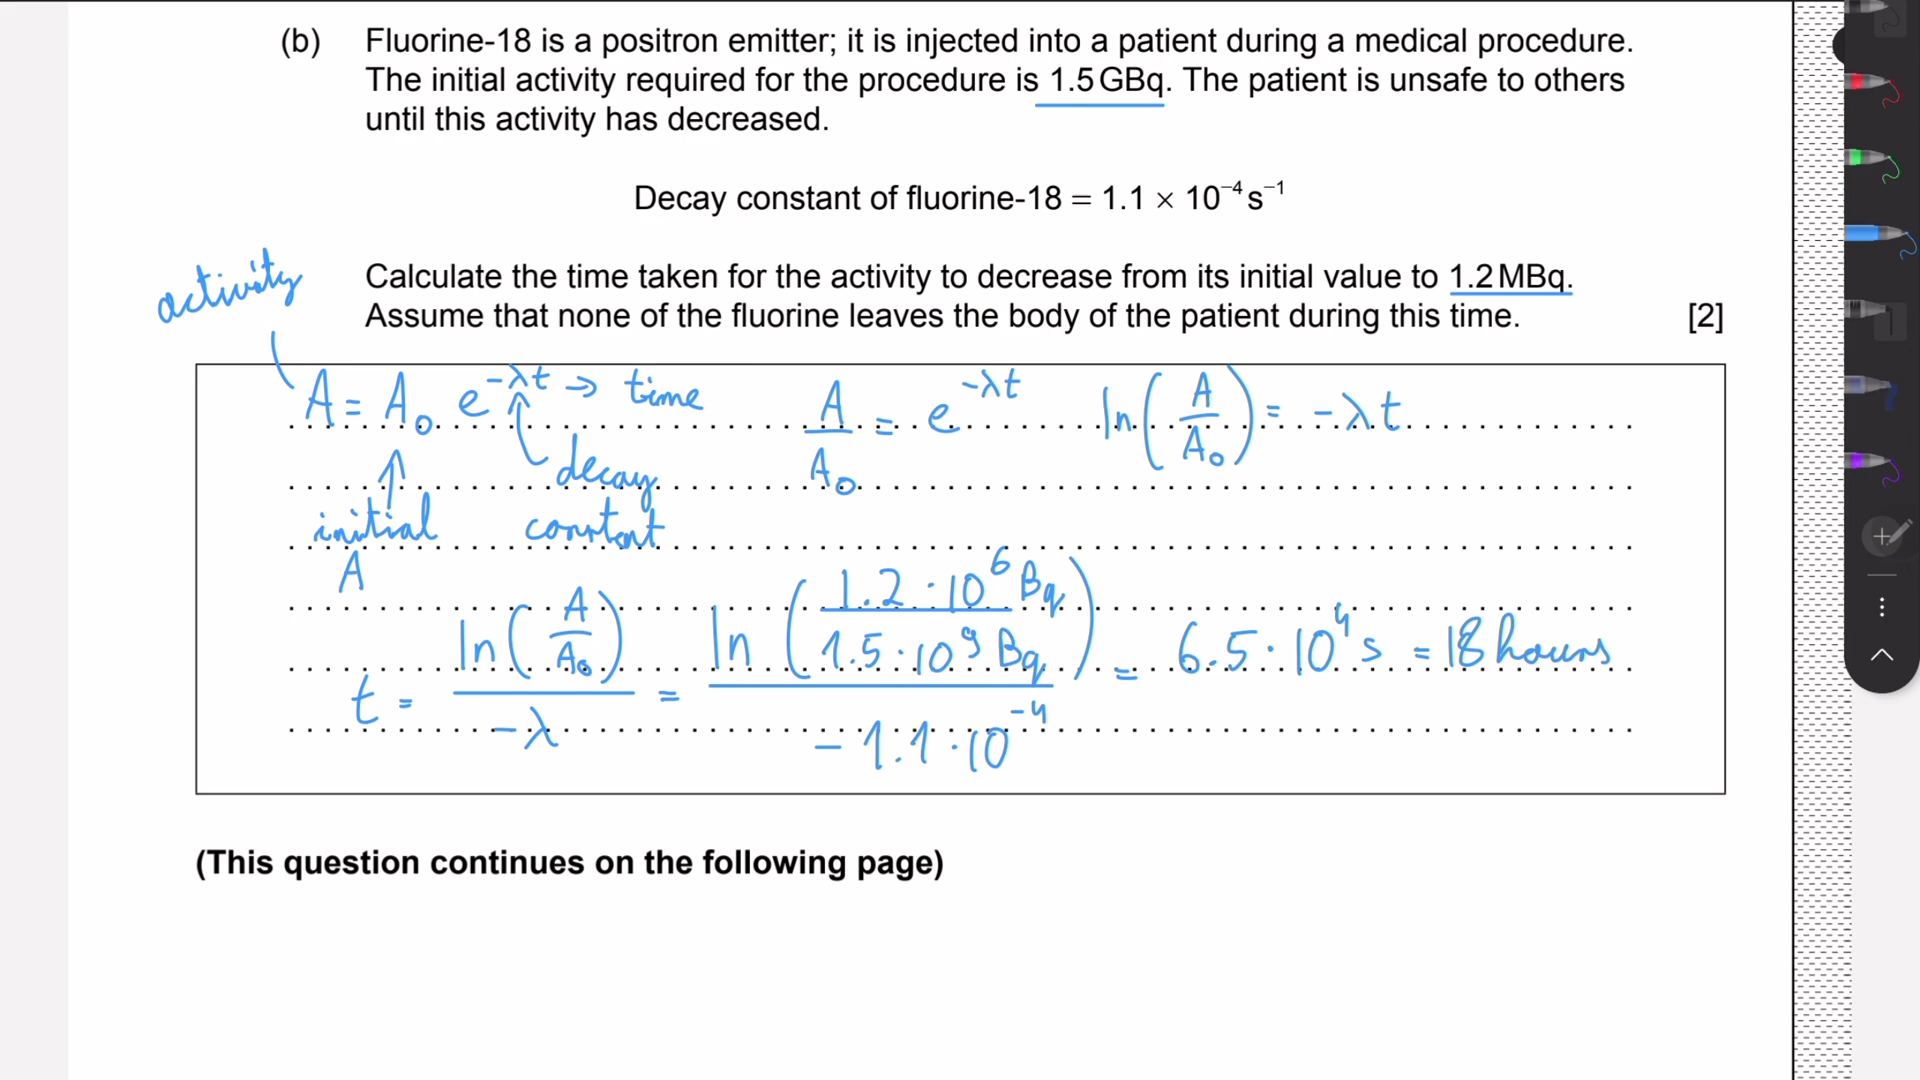 (b) Fluorine-18 is a positron emitter; it is injected into a patient during a medical procedure.
The initial activity required for the procedure is 1.5 GBq. The patient is unsafe to others
until this activity has decreased.
Decay constant of fluorine-18 = 1.1 × 10⁻⁴ s⁻¹
activity
Calculate the time taken for the activity to decrease from its initial value to 1.2 MBq.
Assume that none of the fluorine leaves the body of the patient during this time. [2]
A = A₀ e^(-λt) → time
A/A₀ = e^(-λt)
ln(A/A₀) = -λt
initial A
decay constant
t = ln(A/A₀) / -λ = ln(1.2·10⁶ Bq / 1.5·10⁹ Bq) / -1.1·10⁻⁴ = 6.5·10⁴ s = 18 hours
(This question continues on the following page)